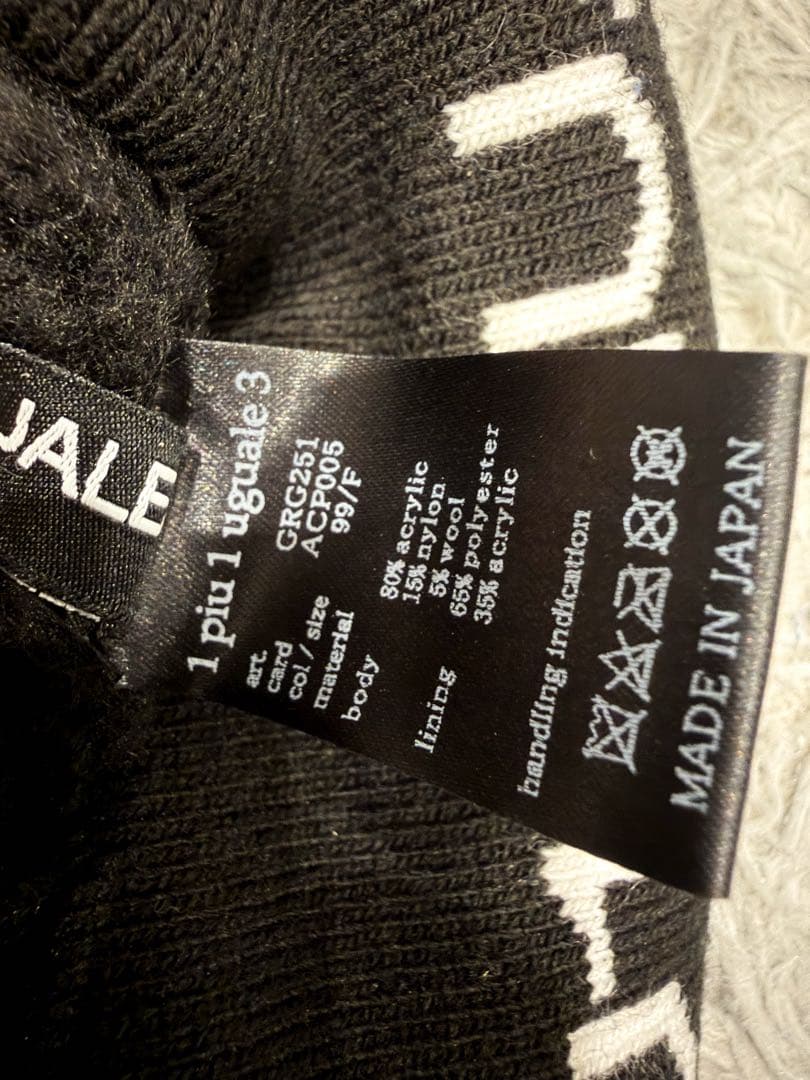 1 piu 1 uguale 3
art. GRG251
card ACP005
col / size 99/F
material
body 80% acrylic
15% nylon
5% wool
lining 65% polyester
35% acrylic
handling indication
MADE IN JAPAN
UALE